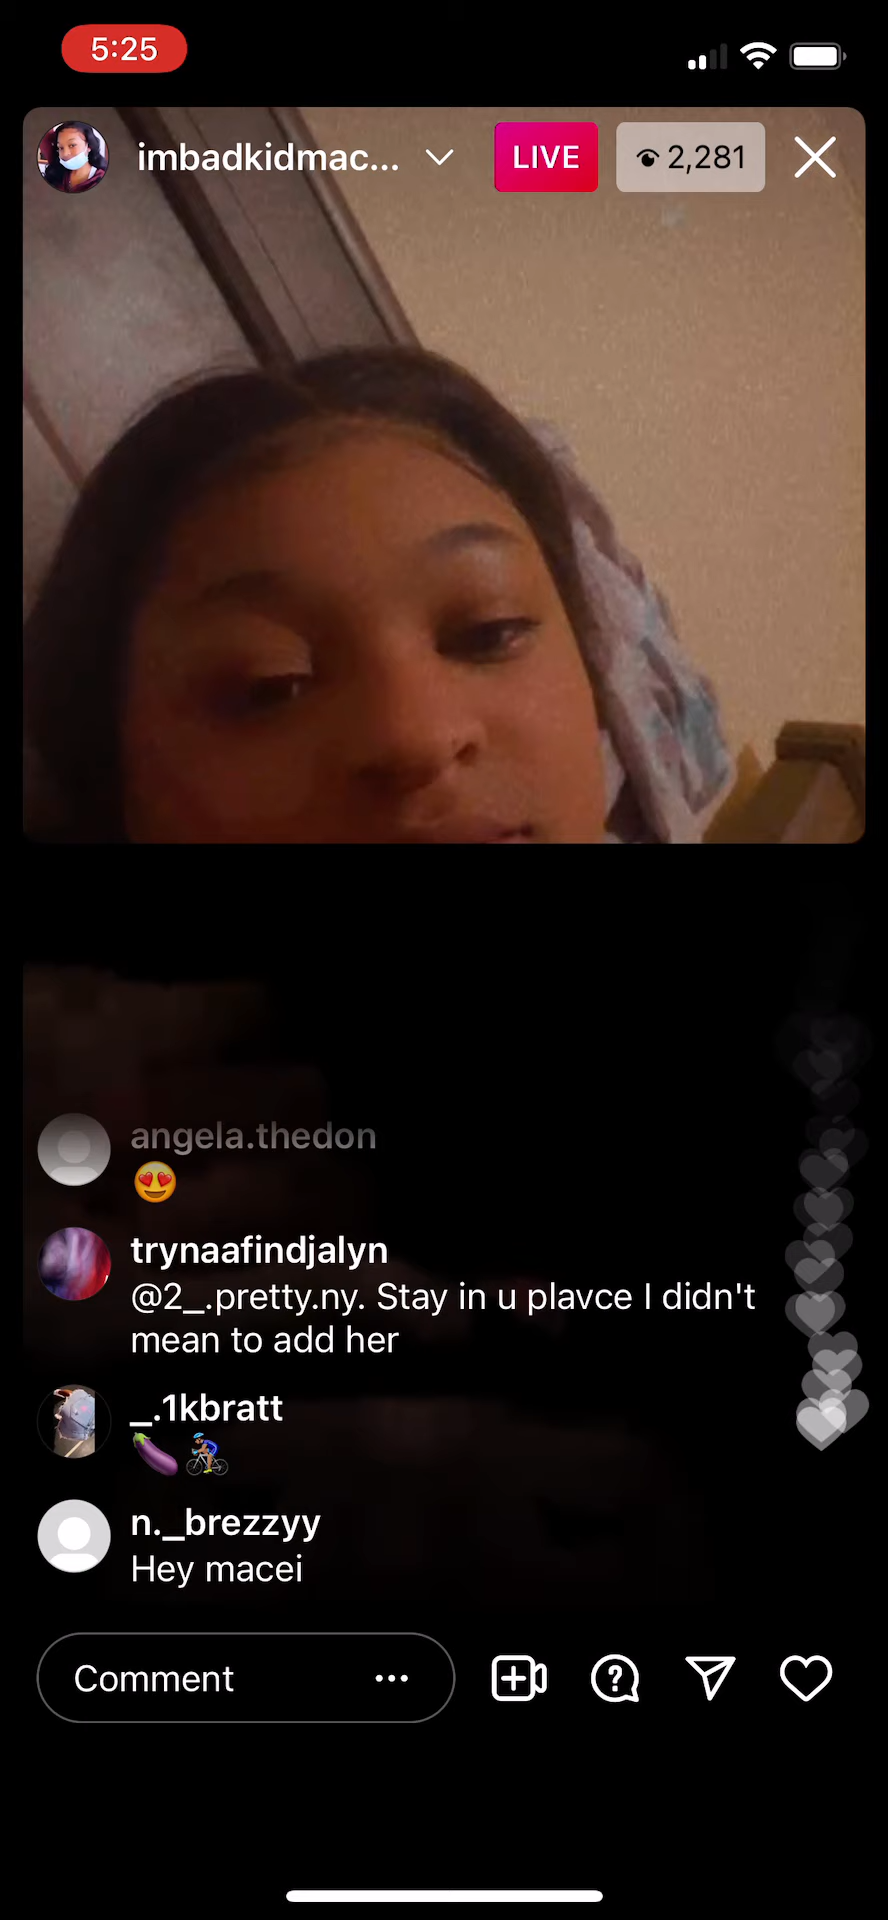 5:25
imbadkidmac...
LIVE
2,281
angela.thedon
😍
trynaafindjalyn
@2_.pretty.ny. Stay in u plavce I didn't
mean to add her
_.1kbratt
🍆🚴🏽
n._brezzyy
Hey macei
Comment